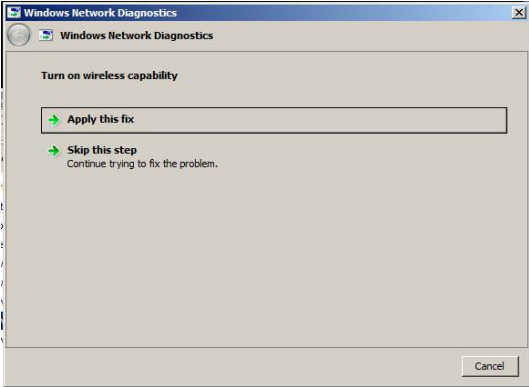 Windows Network Diagnostics
Windows Network Diagnostics
Turn on wireless capability
Apply this fix
Skip this step
Continue trying to fix the problem.
Cancel